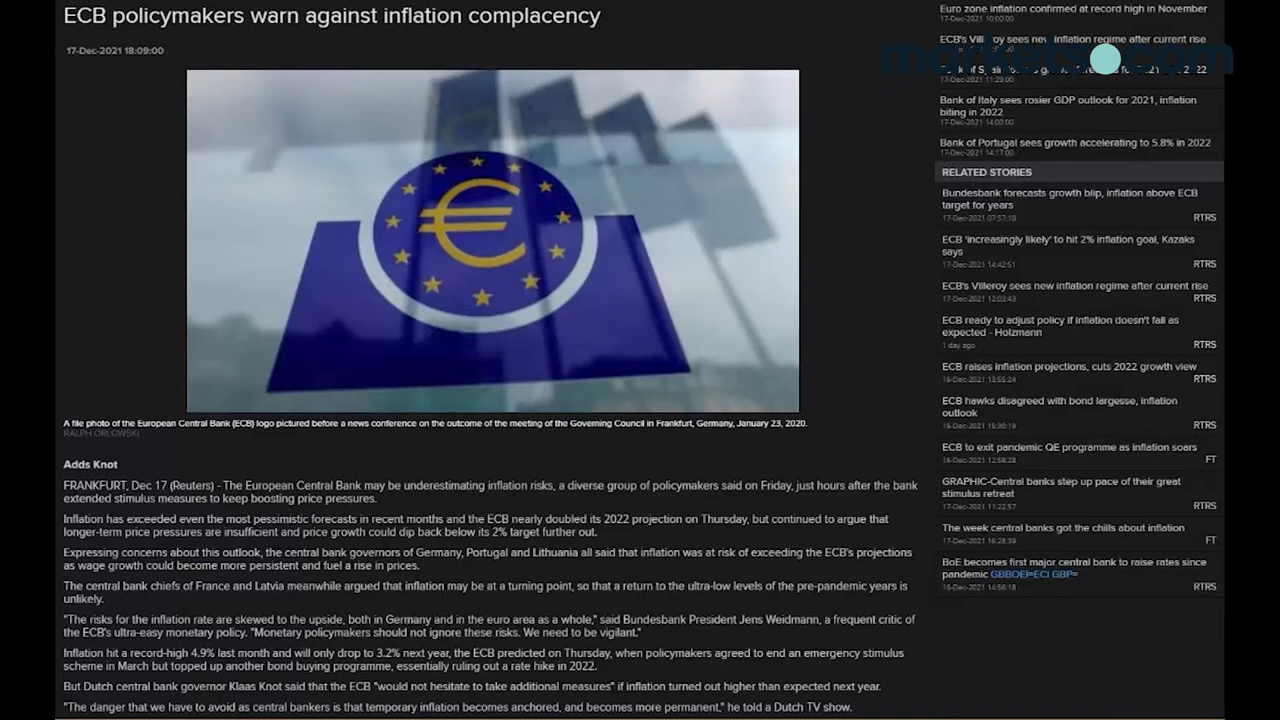 ECB policymakers warn against inflation complacency
17-Dec-2021 18:09:00
A file photo of the European Central Bank (ECB) logo pictured before a news conference on the outcome of the meeting of the Governing Council in Frankfurt, Germany, January 23, 2020.
RALPH ORLOWSKI
Adds Knot
FRANKFURT, Dec 17 (Reuters) - The European Central Bank may be underestimating inflation risks, a diverse group of policymakers said on Friday, just hours after the bank
extended stimulus measures to keep boosting price pressures.
Inflation has exceeded even the most pessimistic forecasts in recent months and the ECB nearly doubled its 2022 projection on Thursday, but continued to argue that
longer-term price pressures are insufficient and price growth could dip back below its 2% target further out.
Expressing concerns about this outlook, the central bank governors of Germany, Portugal and Lithuania all said that inflation was at risk of exceeding the ECB's projections
as wage growth could become more persistent and fuel a rise in prices.
The central bank chiefs of France and Latvia meanwhile argued that inflation may be at a turning point, so that a return to the ultra-low levels of the pre-pandemic years is
unlikely.
"The risks for the inflation rate are skewed to the upside, both in Germany and in the euro area as a whole," said Bundesbank President Jens Weidmann, a frequent critic of
the ECB's ultra-easy monetary policy. "Monetary policymakers should not ignore these risks. We need to be vigilant."
Inflation hit a record-high 4.9% last month and will only drop to 3.2% next year, the ECB predicted on Thursday, when policymakers agreed to end an emergency stimulus
scheme in March but topped up another bond buying programme, essentially ruling out a rate hike in 2022.
But Dutch central bank governor Klaas Knot said that the ECB "would not hesitate to take additional measures" if inflation turned out higher than expected next year.
"The danger that we have to avoid as central bankers is that temporary inflation becomes anchored, and becomes more permanent," he told a Dutch TV show.
Euro zone inflation confirmed at record high in November
17-Dec-2021 10:00:00
ECB's Villeroy sees new inflation regime after current rise
markets.com
17-Dec-2021 11:29:00
Bank of Italy sees rosier GDP outlook for 2021, inflation
biting in 2022
17-Dec-2021 14:00:00
Bank of Portugal sees growth accelerating to 5.8% in 2022
17-Dec-2021 14:17:00
RELATED STORIES
Bundesbank forecasts growth blip, inflation above ECB
target for years
17-Dec-2021 07:57:10 RTRS
ECB 'increasingly likely' to hit 2% inflation goal, Kazaks
says
17-Dec-2021 14:42:51 RTRS
ECB's Villeroy sees new inflation regime after current rise
17-Dec-2021 12:03:43 RTRS
ECB ready to adjust policy if inflation doesn't fall as
expected - Holzmann
1 day ago RTRS
ECB raises inflation projections, cuts 2022 growth view
16-Dec-2021 13:55:24 RTRS
ECB hawks disagreed with bond largesse, inflation
outlook
16-Dec-2021 15:30:19 RTRS
ECB to exit pandemic QE programme as inflation soars
16-Dec-2021 12:58:28 FT
GRAPHIC-Central banks step up pace of their great
stimulus retreat
17-Dec-2021 11:22:57 RTRS
The week central banks got the chills about inflation
17-Dec-2021 16:28:39 FT
BoE becomes first major central bank to raise rates since
pandemic GBBOEI=ECI GBP=
16-Dec-2021 14:56:18 RTRS